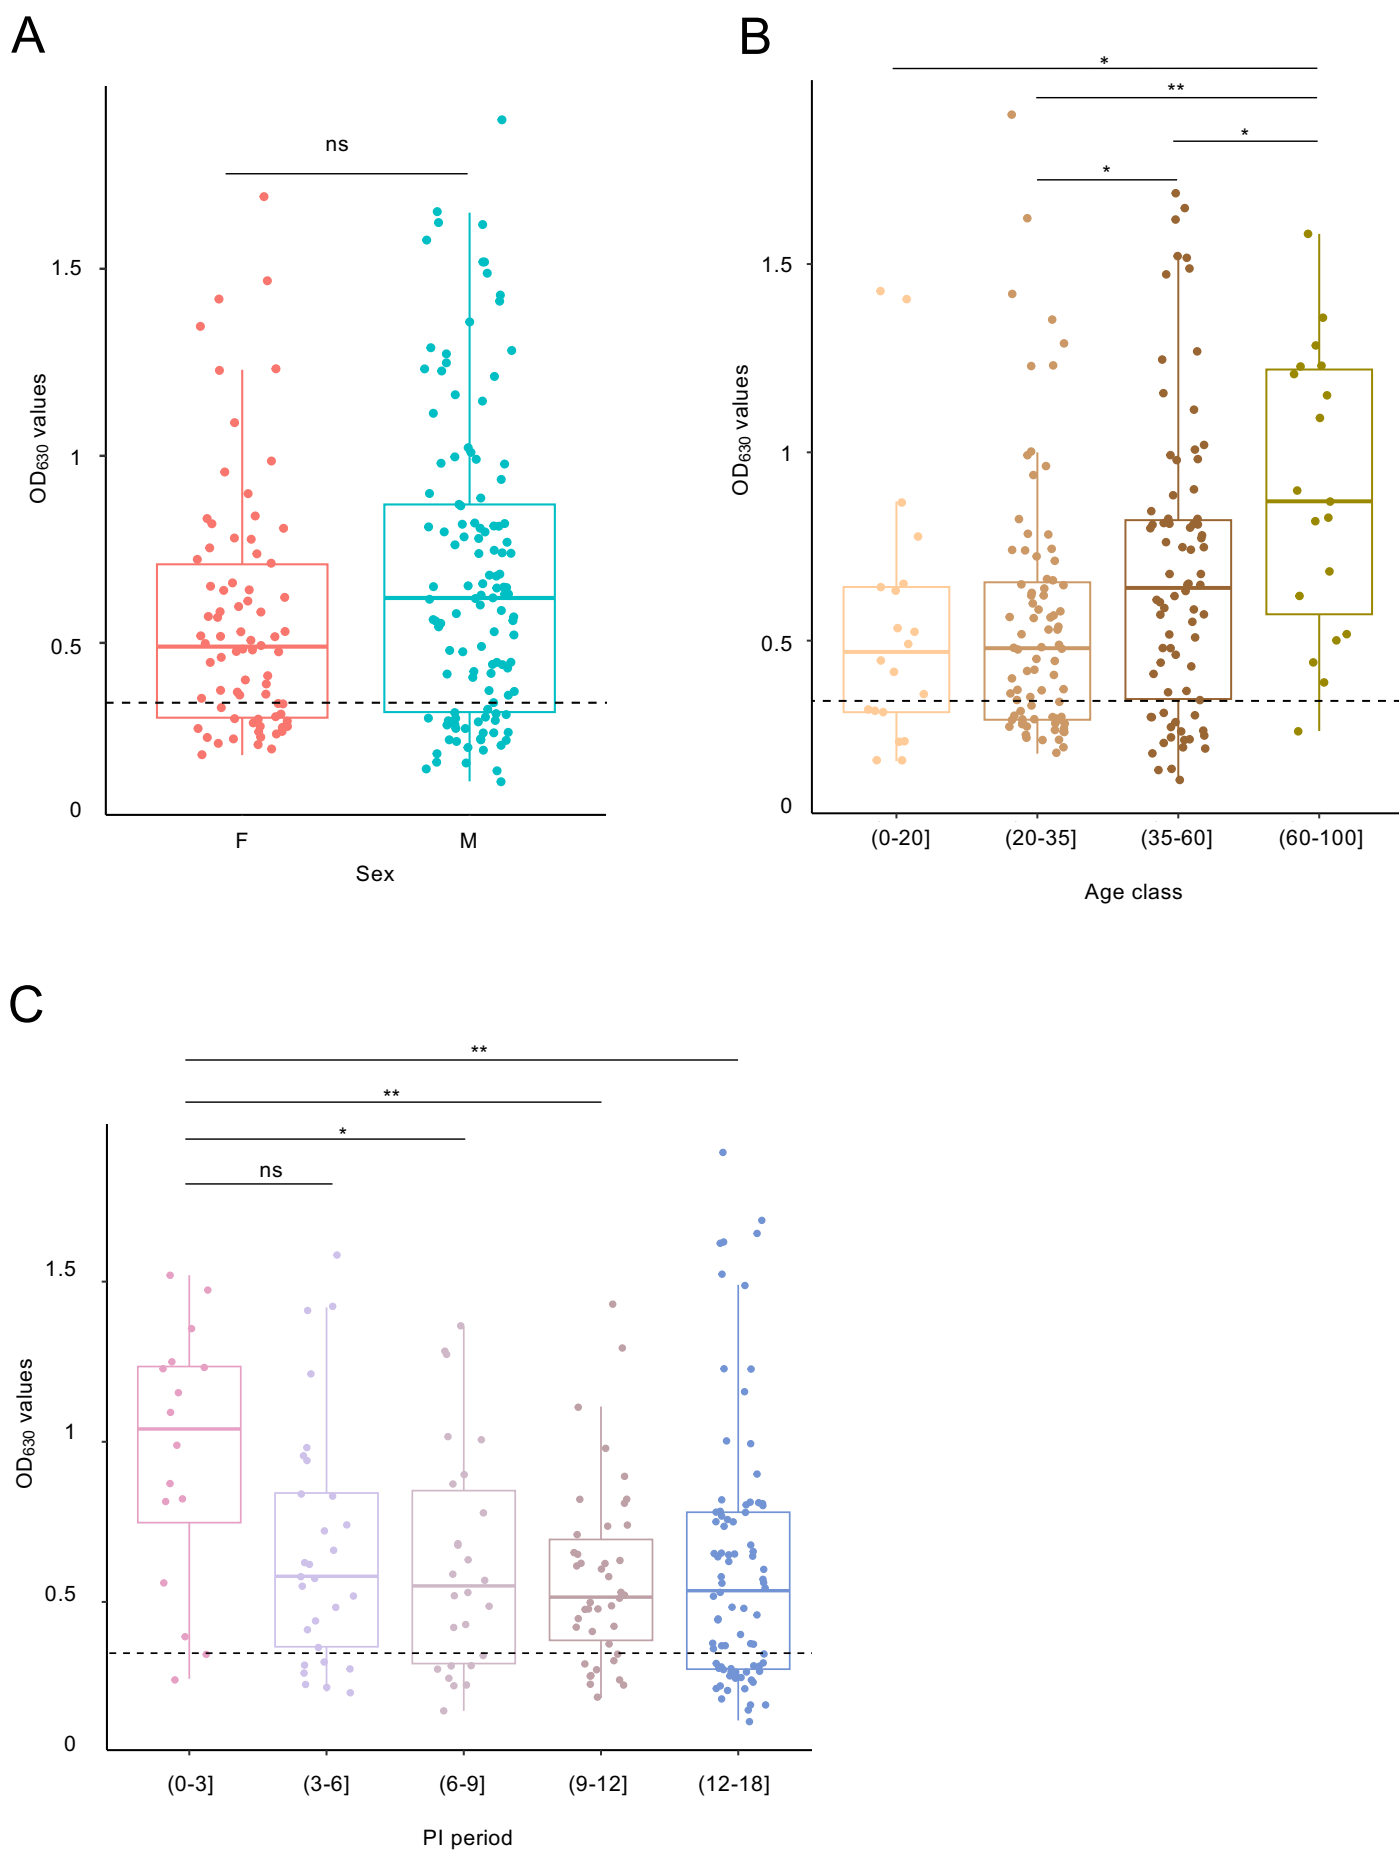 A
ns
OD630 values
1.5
1
0.5
0
F M
Sex
B
*
**
*
*
OD630 values
1.5
1
0.5
0
(0-20] (20-35] (35-60] (60-100]
Age class
C
**
**
*
ns
OD630 values
1.5
1
0.5
0
(0-3] (3-6] (6-9] (9-12] (12-18]
PI period